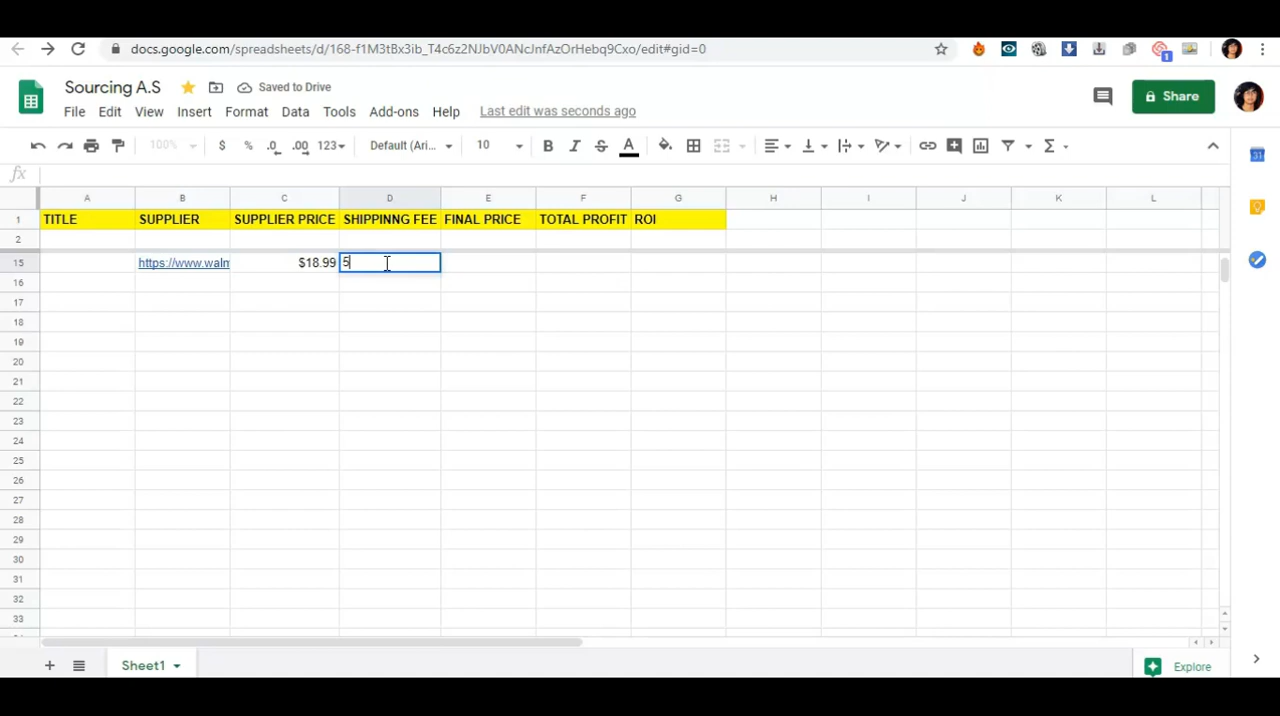 docs.google.com/spreadsheets/d/168-f1M3tBx3ib_T4c6z2NJbV0ANcJnfAzOrHebq9Cxo/edit#gid=0
1
Sourcing A.S
Saved to Drive
File Edit View Insert Format Data Tools Add-ons Help Last edit was seconds ago
Share
100% $ % .0 .00 123 Default (Ari... 10 B I S A Σ
31
fx
A B C D E F G H I J K L
1 TITLE SUPPLIER SUPPLIER PRICE SHIPPINNG FEE FINAL PRICE TOTAL PROFIT ROI
2
15 https://www.walm $18.99 5
16
17
18
19
20
21
22
23
24
25
26
27
28
29
30
31
32
33
+ Sheet1 Explore